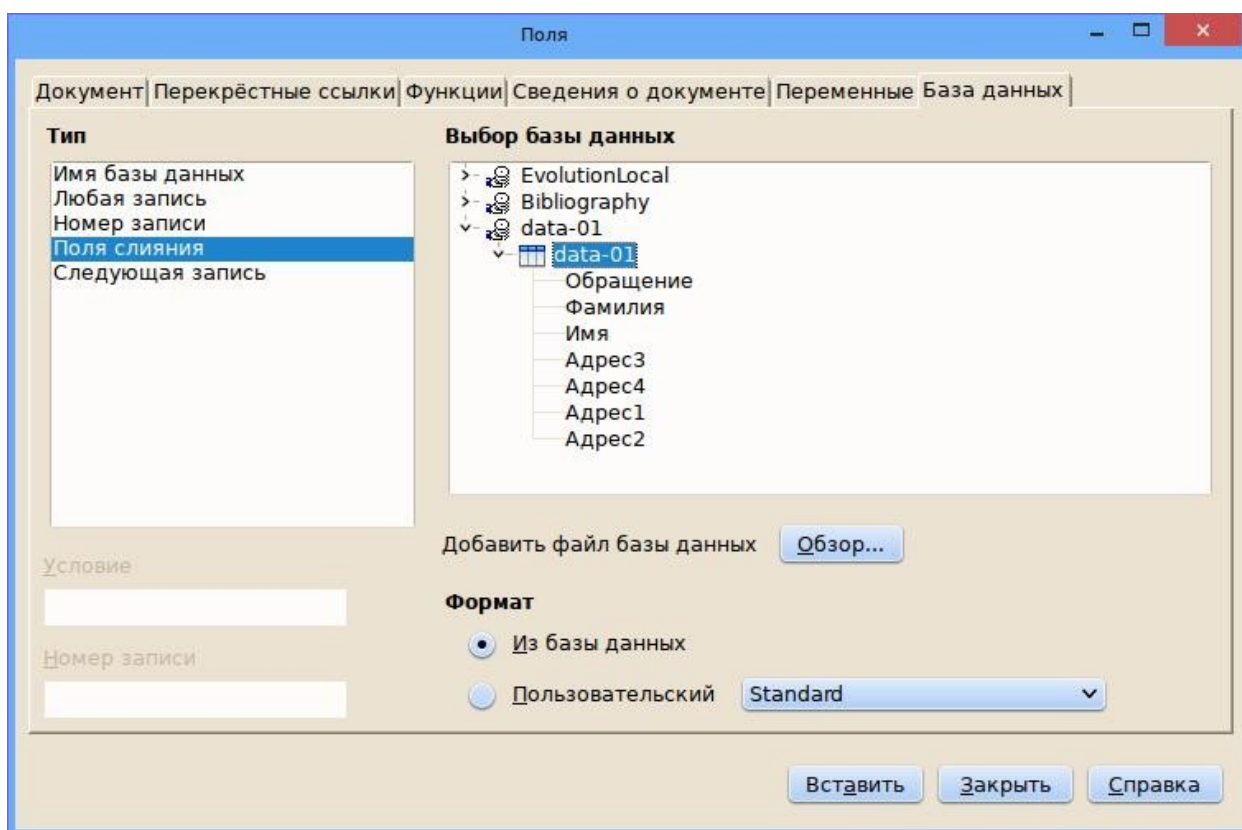 Поля
Документ Перекрёстные ссылки Функции Сведения о документе Переменные База данных
Тип
Имя базы данных
Любая запись
Номер записи
Поля слияния
Следующая запись
Условие
Номер записи
Выбор базы данных
EvolutionLocal
Bibliography
data-01
data-01
Обращение
Фамилия
Имя
Адрес3
Адрес4
Адрес1
Адрес2
Добавить файл базы данных Обзор...
Формат
Из базы данных
Пользовательский Standard
Вставить Закрыть Справка